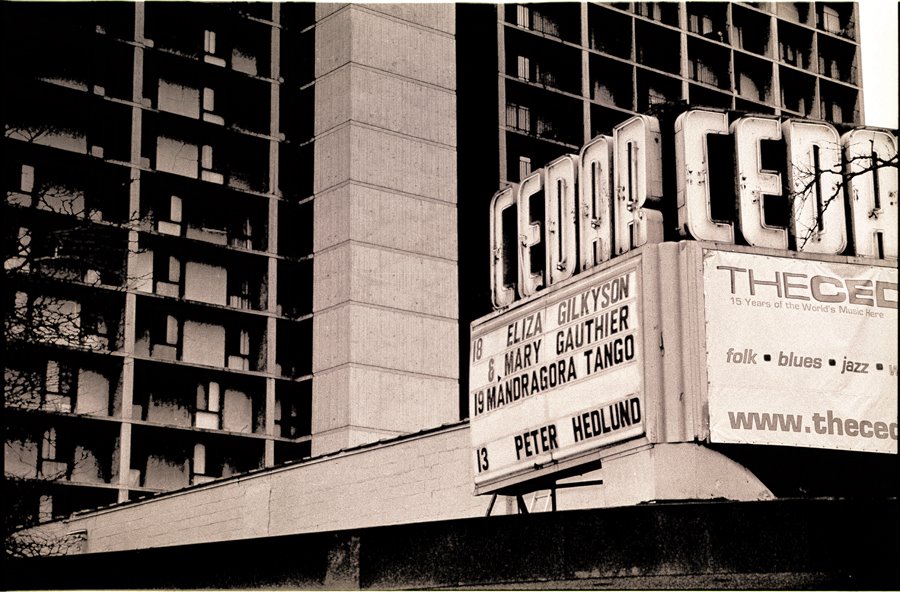 CEDAR
CEDA
18 ELIZA GILKYSON
& MARY GAUTHIER
19 MANDRAGORA TANGO
13 PETER HEDLUND
THECED
15 Years of the World's Music Here
folk • blues • jazz • w
www.theced